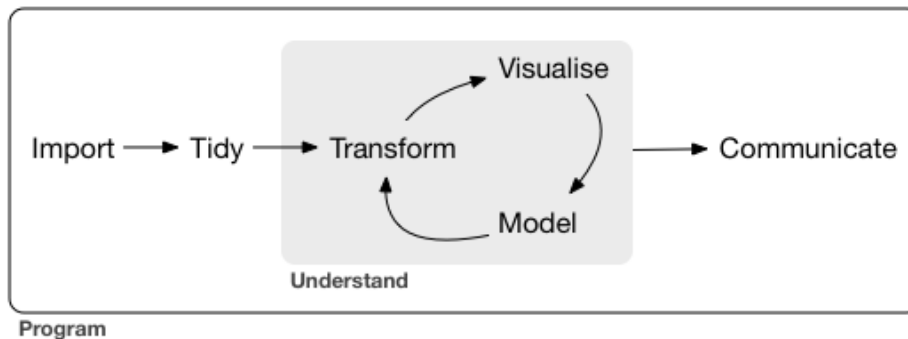 Import
Tidy
Transform
Visualise
Model
Communicate
Understand
Program